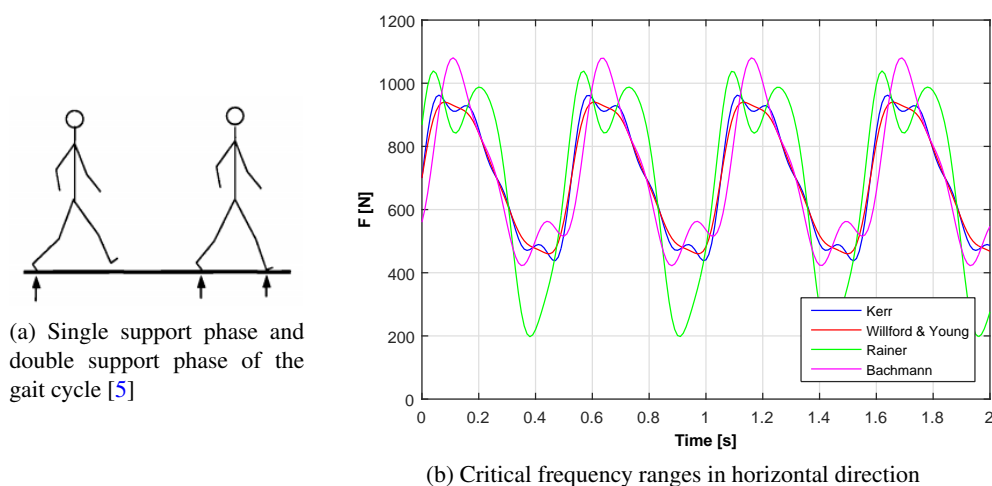 (a) Single support phase and
double support phase of the
gait cycle [5]
1200
1000
800
600
400
200
0
F [N]
0 0.2 0.4 0.6 0.8 1 1.2 1.4 1.6 1.8 2
Time [s]
Kerr
Willford & Young
Rainer
Bachmann
(b) Critical frequency ranges in horizontal direction